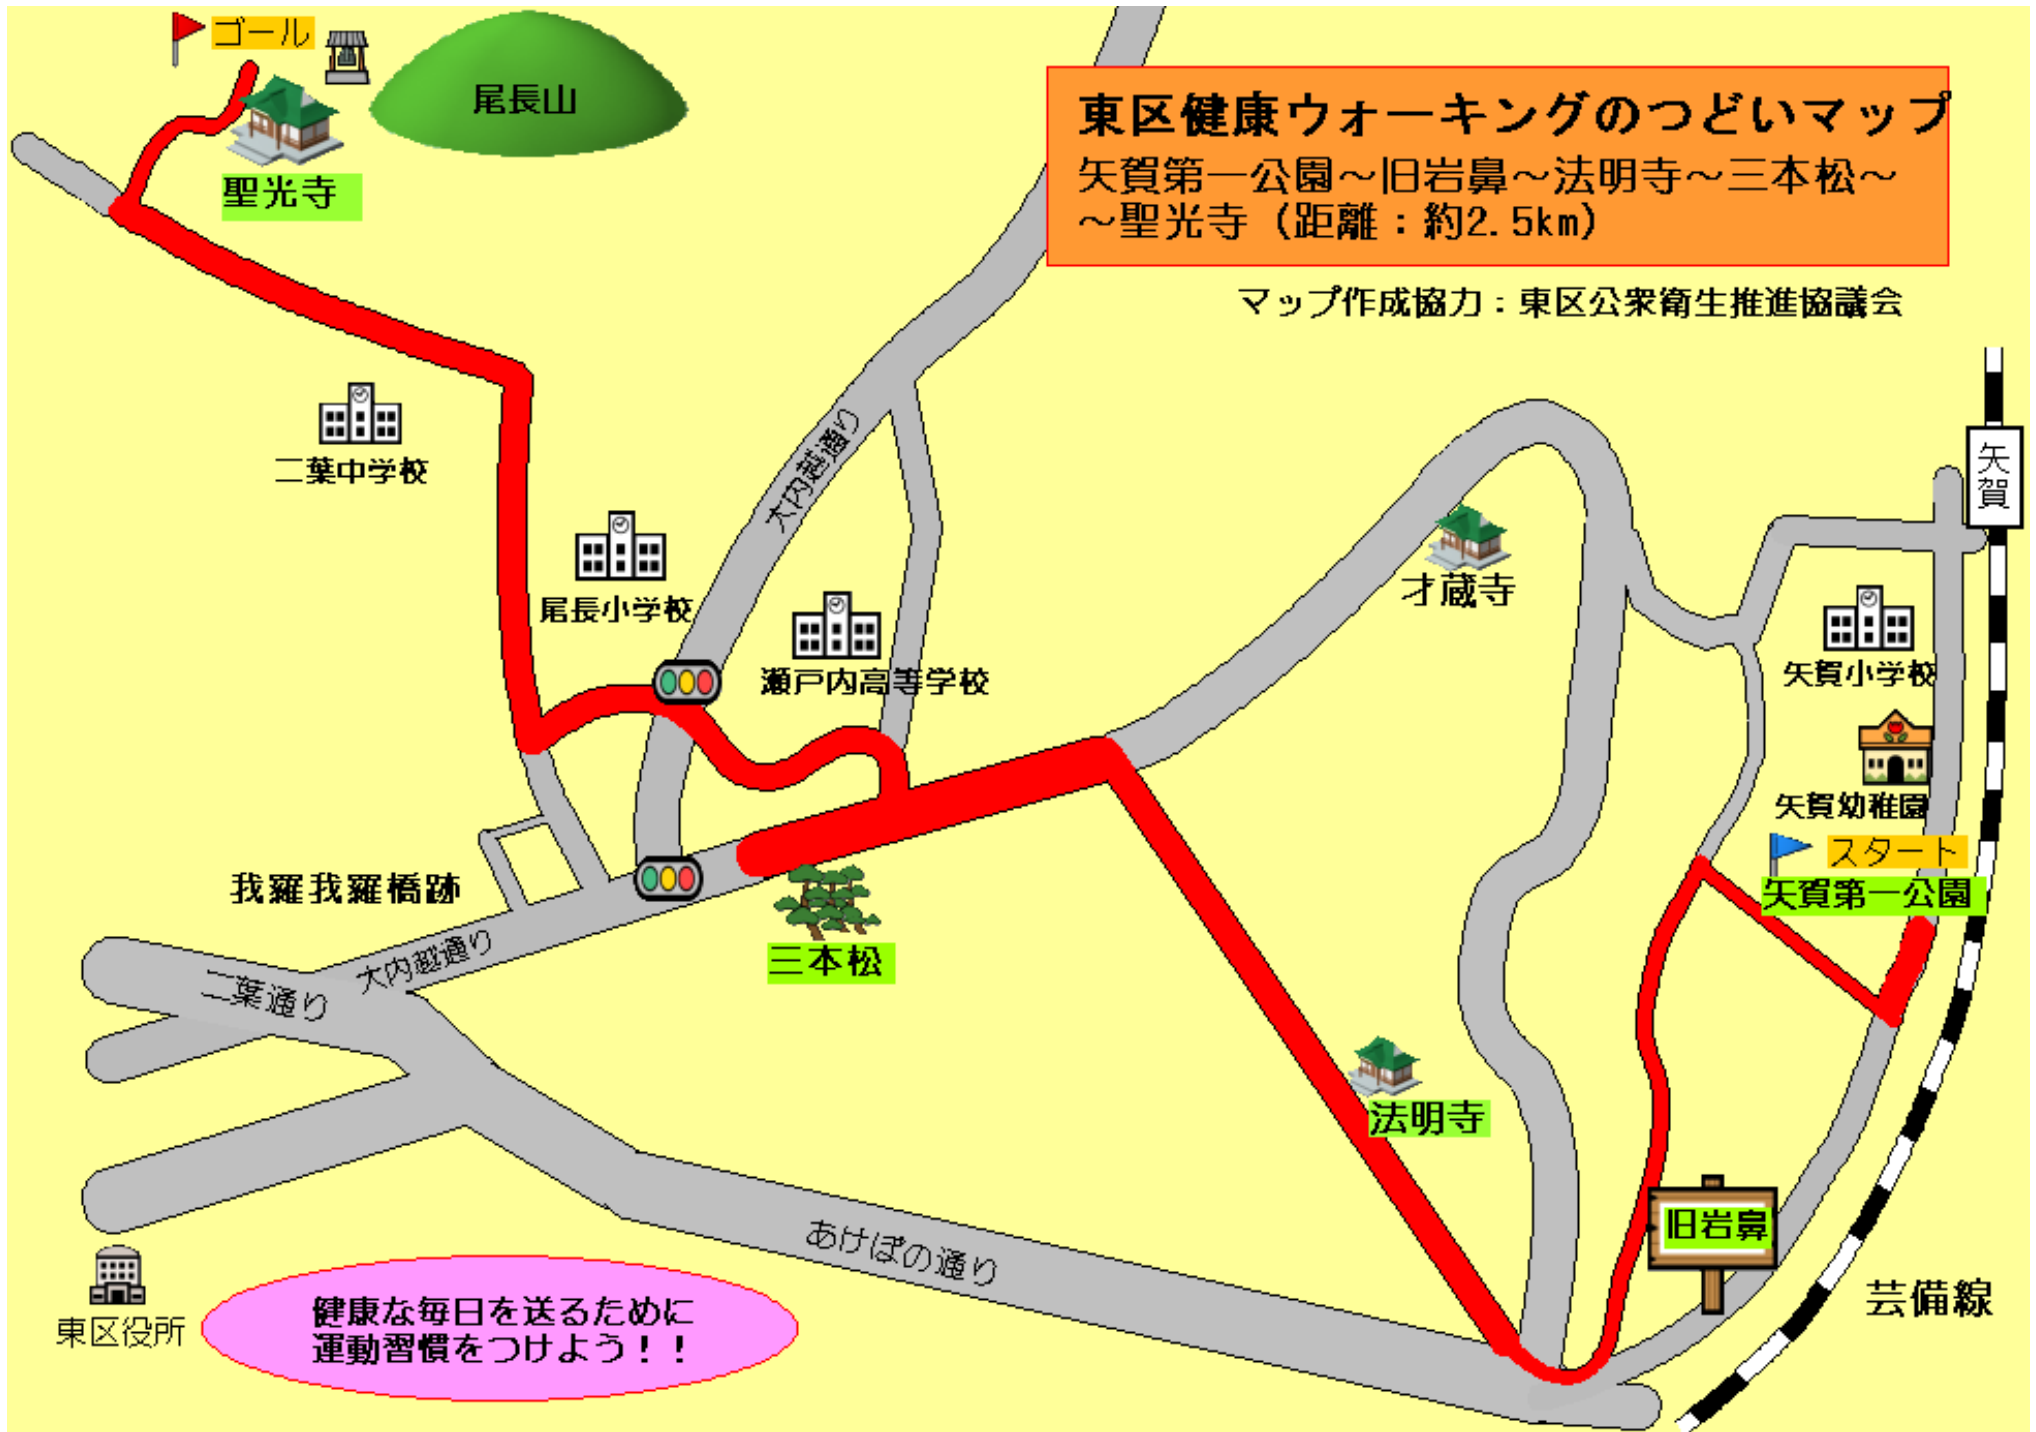 ゴール
尾長山
聖光寺
東区健康ウォーキングのつどいマップ
矢賀第一公園～旧岩鼻～法明寺～三本松～
～聖光寺（距離：約2.5km）
マップ作成協力：東区公衆衛生推進協議会
二葉中学校
大内越通り
矢賀
尾長小学校
才蔵寺
瀬戸内高等学校
矢賀小学校
矢賀幼稚園
スタート
矢賀第一公園
我羅我羅橋跡
三本松
大内越通り
二葉通り
法明寺
旧岩鼻
あけぼの通り
芸備線
東区役所
健康な毎日を送るために
運動習慣をつけよう！！